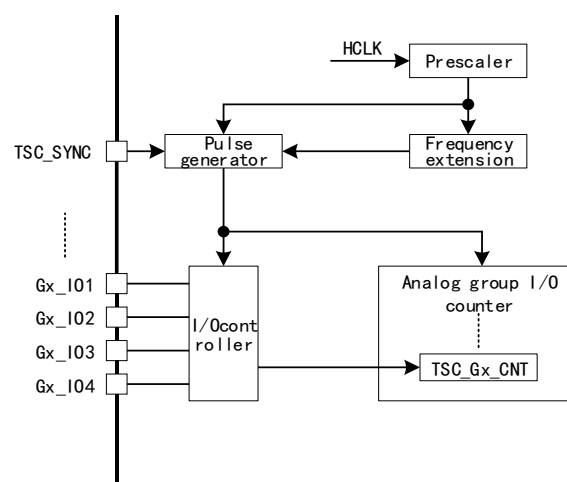 HCLK
Prescaler
TSC_SYNC
Pulse
generator
Frequency
extension
Gx_IO1
Gx_IO2
Gx_IO3
Gx_IO4
I/Ocont
roller
Analog group I/O
counter
TSC_Gx_CNT